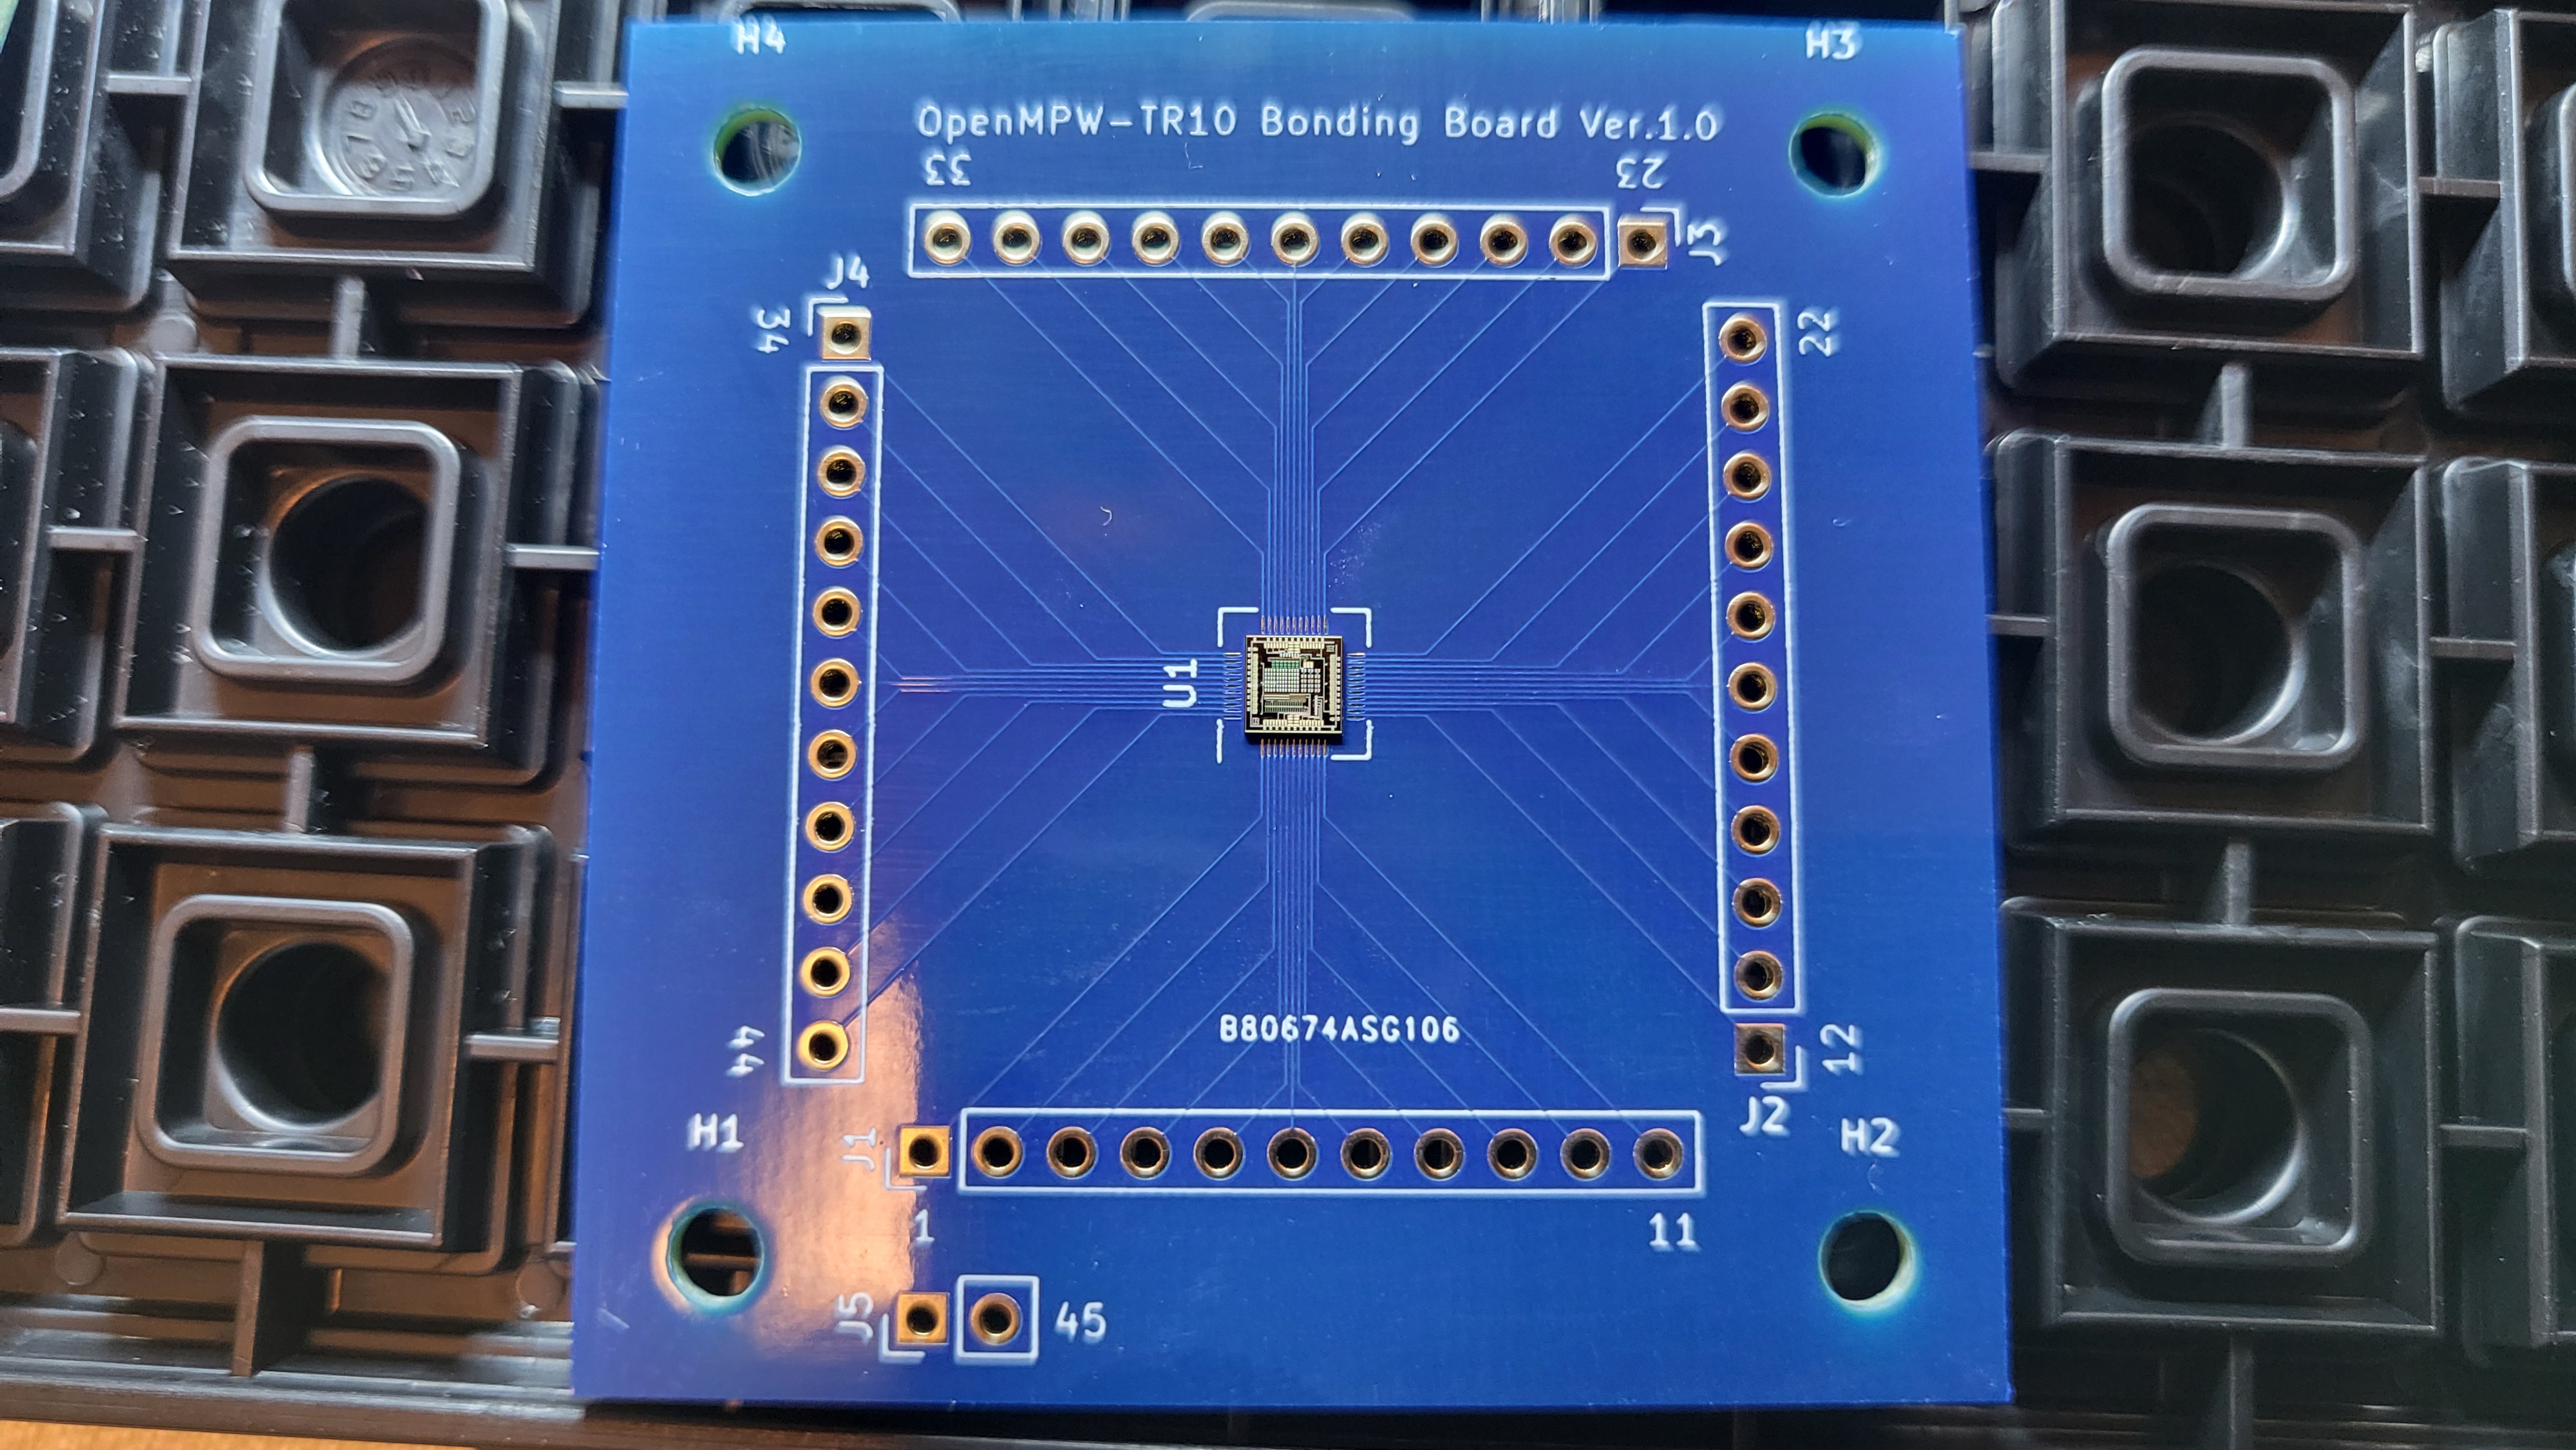 H4
H3
OpenMPW-TR10 Bonding Board Ver.1.0
33
23
J3
J4
34
22
U1
B80674ASG106
44
12
J2
H1
H2
J1
1
11
J5
45